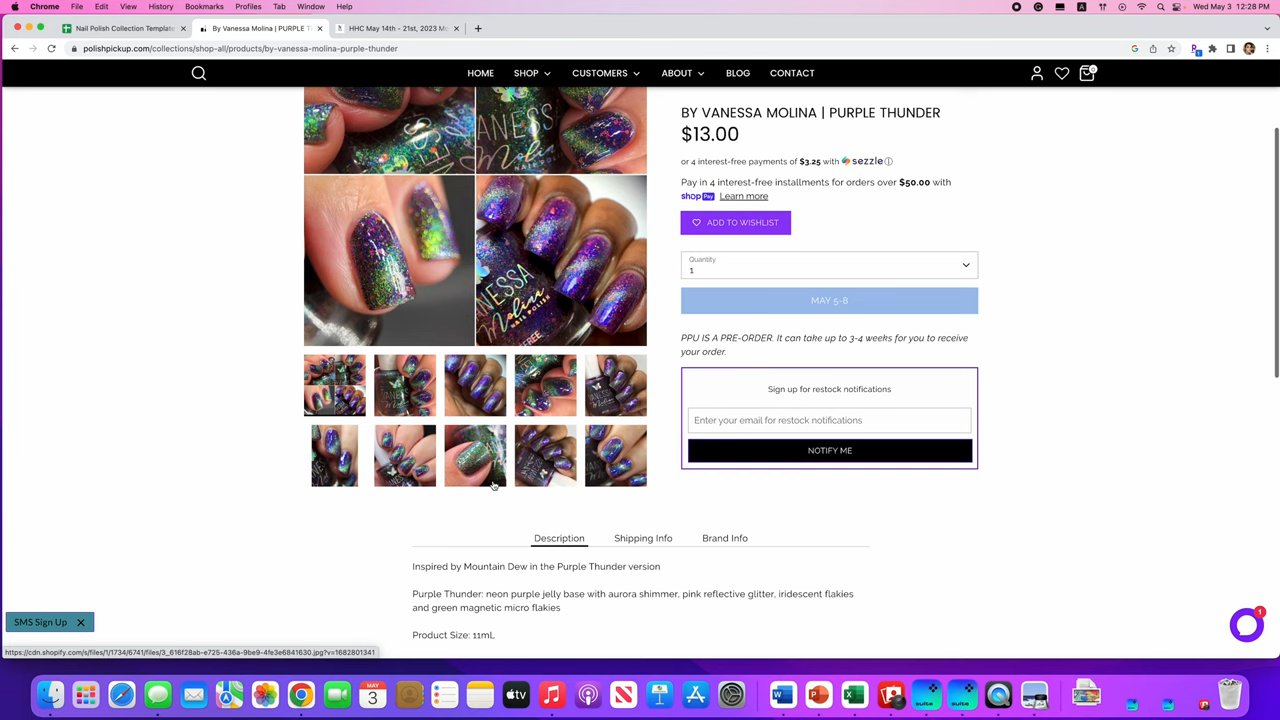 Chrome File Edit View History Bookmarks Profiles Tab Window Help
Wed May 3 12:28 PM
Nail Polish Collection Template
By Vanessa Molina | PURPLE T
HHC May 14th - 21st, 2023 M
polishpickup.com/collections/shop-all/products/by-vanessa-molina-purple-thunder
HOME SHOP CUSTOMERS ABOUT BLOG CONTACT
0
BY VANESSA MOLINA | PURPLE THUNDER
$13.00
or 4 interest-free payments of $3.25 with sezzle
Pay in 4 interest-free installments for orders over $50.00 with
shop Pay Learn more
ADD TO WISHLIST
Quantity
1
MAY 5-8
PPU IS A PRE-ORDER. It can take up to 3-4 weeks for you to receive
your order.
Sign up for restock notifications
Enter your email for restock notifications
NOTIFY ME
Description Shipping Info Brand Info
Inspired by Mountain Dew in the Purple Thunder version
Purple Thunder: neon purple jelly base with aurora shimmer, pink reflective glitter, iridescent flakies
and green magnetic micro flakies
Product Size: 11mL
SMS Sign Up
1
https://cdn.shopify.com/s/files/1/1734/6741/files/3_616f28ab-e725-436a-9be9-4fe3e6841630.jpg?v=1682801341
MAY
3
tv
suite
suite